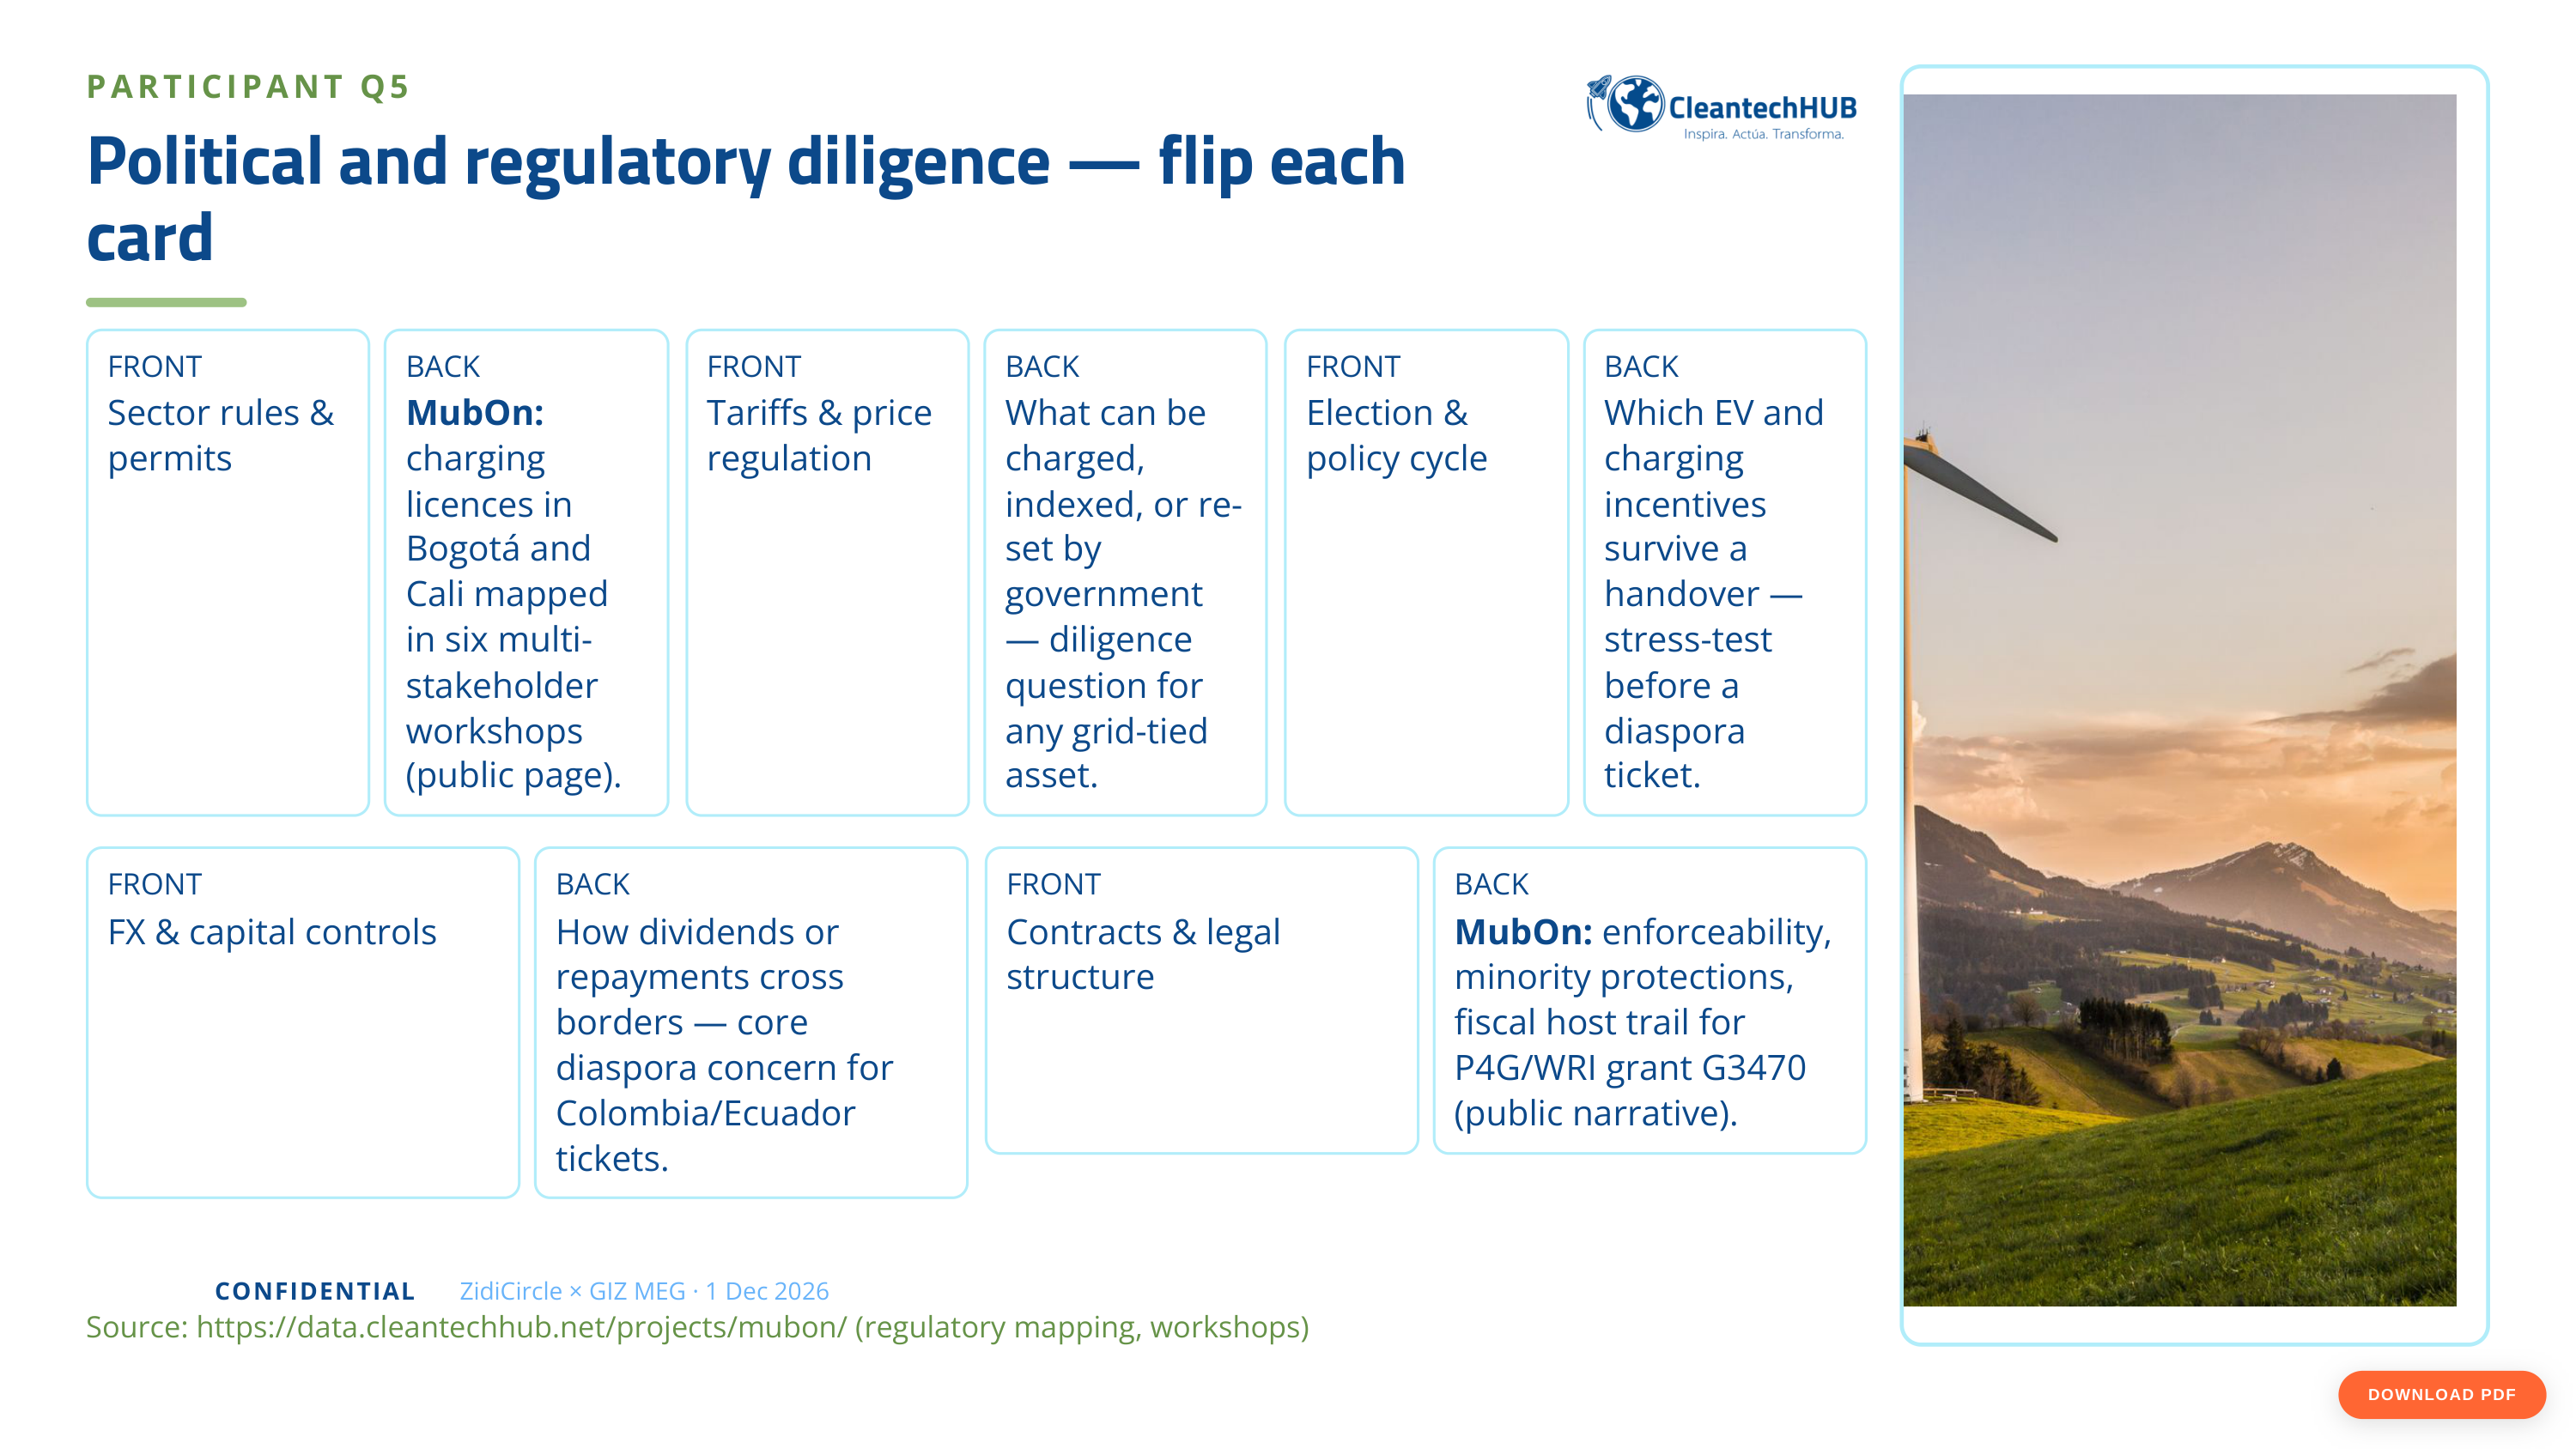 PARTICIPANT Q5
Political and regulatory diligence — flip each
card
CleantechHUB
Inspira. Actúa. Transforma.
FRONT
Sector rules &
permits
BACK
MubOn:
charging
licences in
Bogotá and
Cali mapped
in six multi-
stakeholder
workshops
(public page).
FRONT
Tariffs & price
regulation
BACK
What can be
charged,
indexed, or re-
set by
government
— diligence
question for
any grid-tied
asset.
FRONT
Election &
policy cycle
BACK
Which EV and
charging
incentives
survive a
handover —
stress-test
before a
diaspora
ticket.
FRONT
FX & capital controls
BACK
How dividends or
repayments cross
borders — core
diaspora concern for
Colombia/Ecuador
tickets.
FRONT
Contracts & legal
structure
BACK
MubOn: enforceability,
minority protections,
fiscal host trail for
P4G/WRI grant G3470
(public narrative).
CONFIDENTIAL ZidiCircle × GIZ MEG · 1 Dec 2026
Source: https://data.cleantechhub.net/projects/mubon/ (regulatory mapping, workshops)
DOWNLOAD PDF